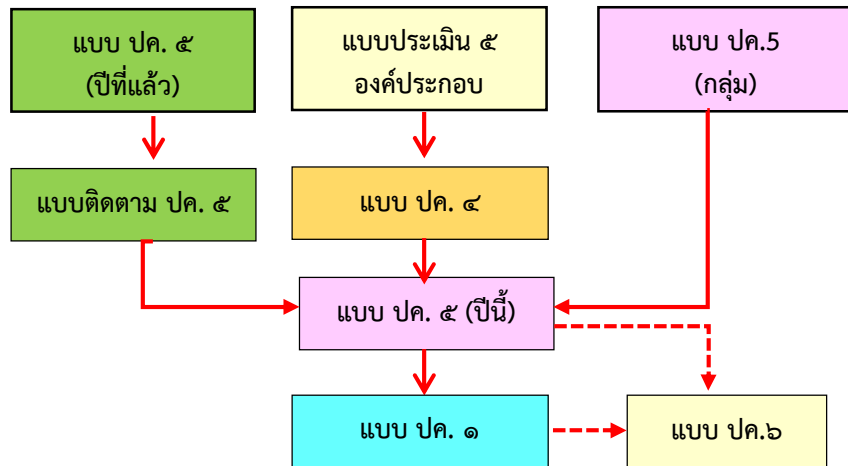 แบบ ปค. ๕
(ปีที่แล้ว)
แบบประเมิน ๕
องค์ประกอบ
แบบ ปค.5
(กลุ่ม)
แบบติดตาม ปค. ๕
แบบ ปค. ๔
แบบ ปค. ๕ (ปีนี้)
แบบ ปค. ๑
แบบ ปค.๖